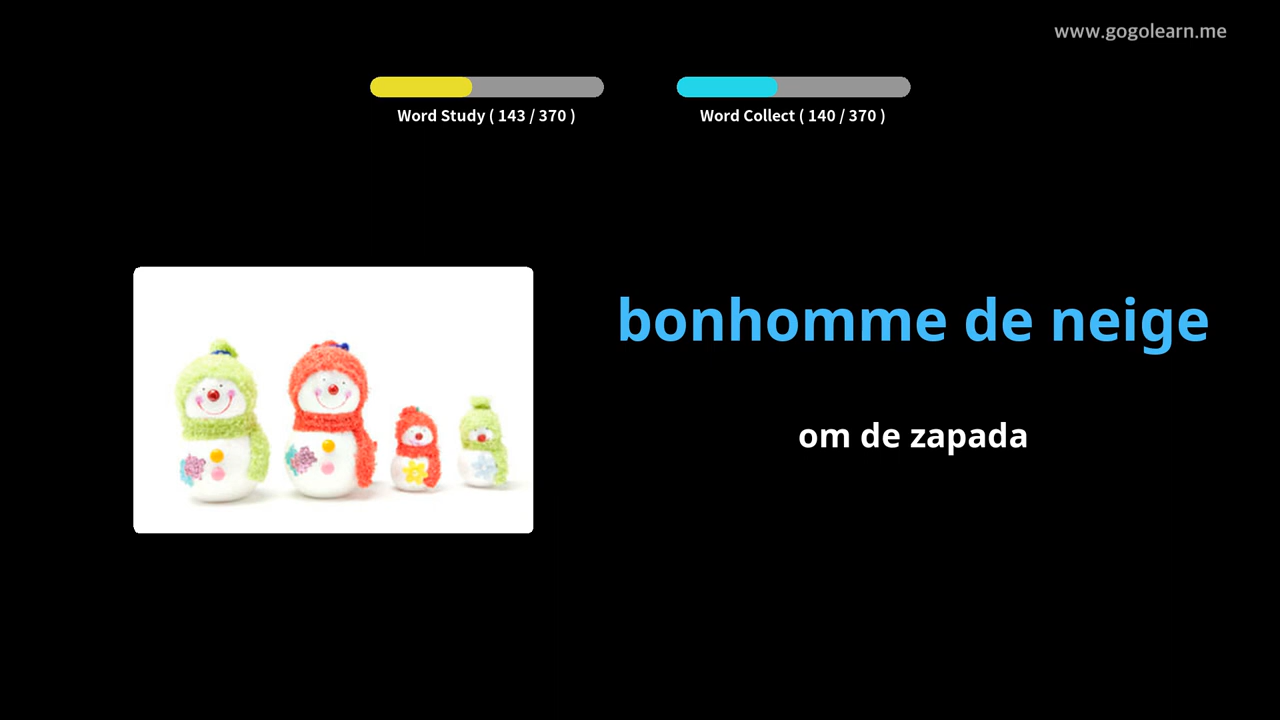 www.gogolearn.me
Word Study ( 143 / 370 )
Word Collect ( 140 / 370 )
bonhomme de neige
om de zapada